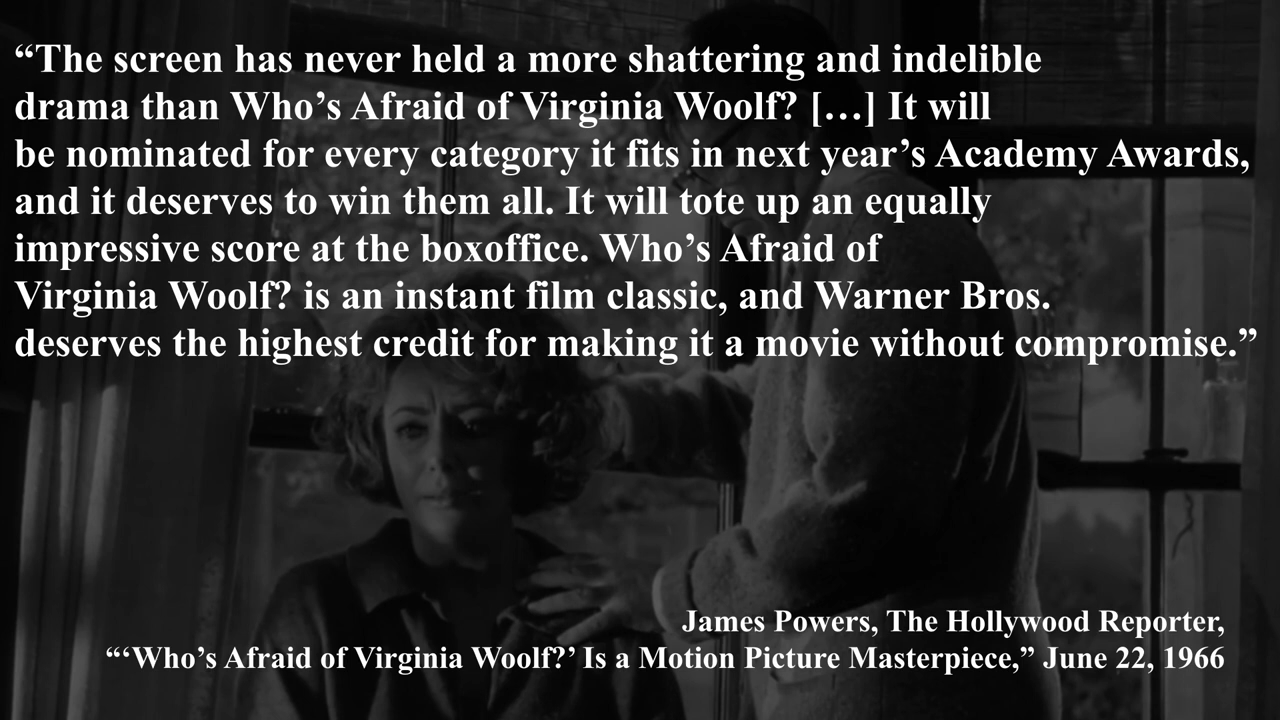 “The screen has never held a more shattering and indelible
drama than Who’s Afraid of Virginia Woolf? […] It will
be nominated for every category it fits in next year’s Academy Awards,
and it deserves to win them all. It will tote up an equally
impressive score at the boxoffice. Who’s Afraid of
Virginia Woolf? is an instant film classic, and Warner Bros.
deserves the highest credit for making it a movie without compromise.”
James Powers, The Hollywood Reporter,
“‘Who’s Afraid of Virginia Woolf?’ Is a Motion Picture Masterpiece,” June 22, 1966